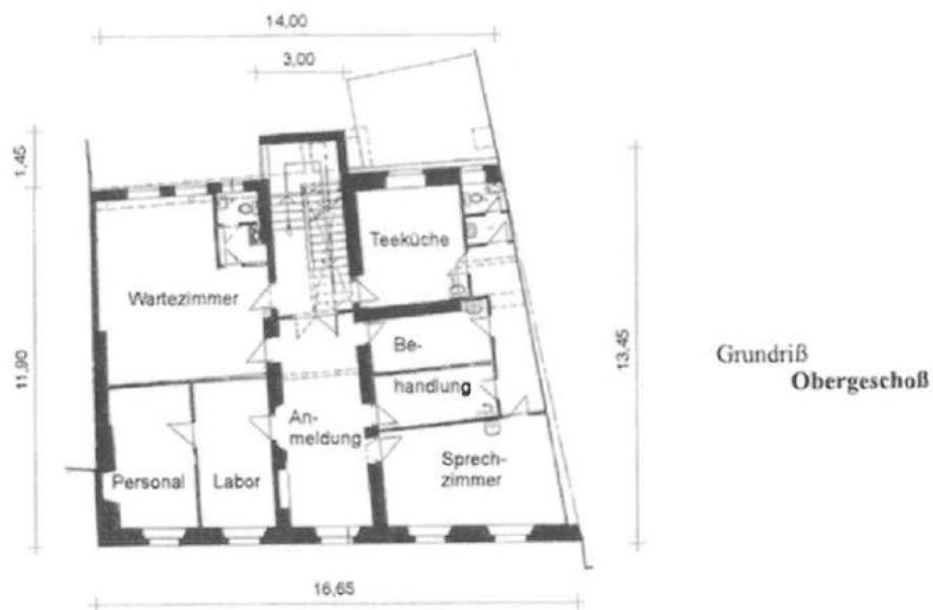 14,00
3,00
1,45
Teeküche
Wartezimmer
11,90
13,45
Be-
handlung
Grundriß
Obergeschoß
An-
meldung
Sprech-
zimmer
Personal
Labor
16,65